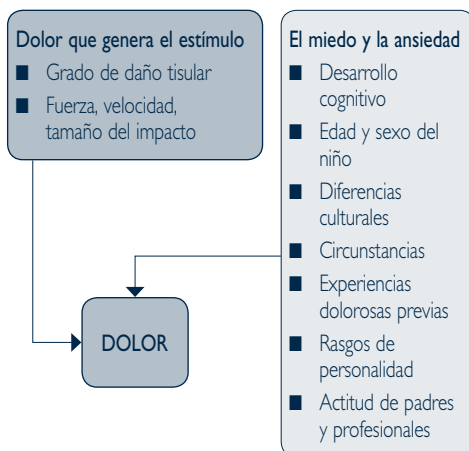 Dolor que genera el estímulo
■ Grado de daño tisular
■ Fuerza, velocidad,
tamaño del impacto
El miedo y la ansiedad
■ Desarrollo
cognitivo
■ Edad y sexo del
niño
■ Diferencias
culturales
■ Circunstancias
■ Experiencias
dolorosas previas
■ Rasgos de
personalidad
■ Actitud de padres
y profesionales
DOLOR